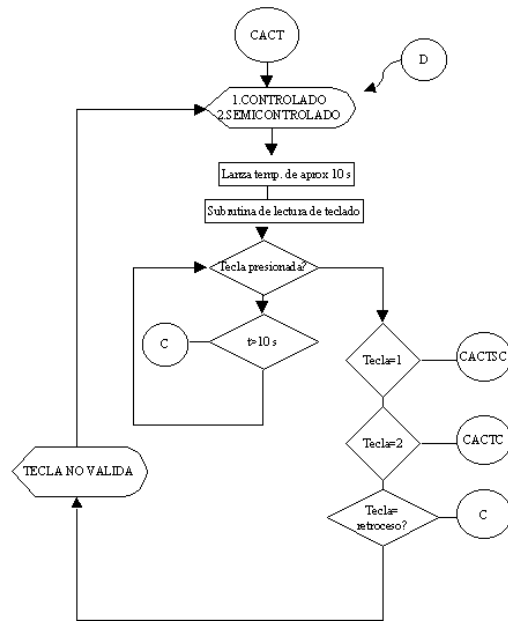 CACT
D
1.CONTROLADO
2.SEMICONTROLADO
Lanza temp. de aprox 10 s
Subrutina de lectura de teclado
Tecla presionada?
C
t>10 s
Tecla=1
CACTSC
Tecla=2
CACTC
TECLA NO VALIDA
Tecla=
retroceso?
C